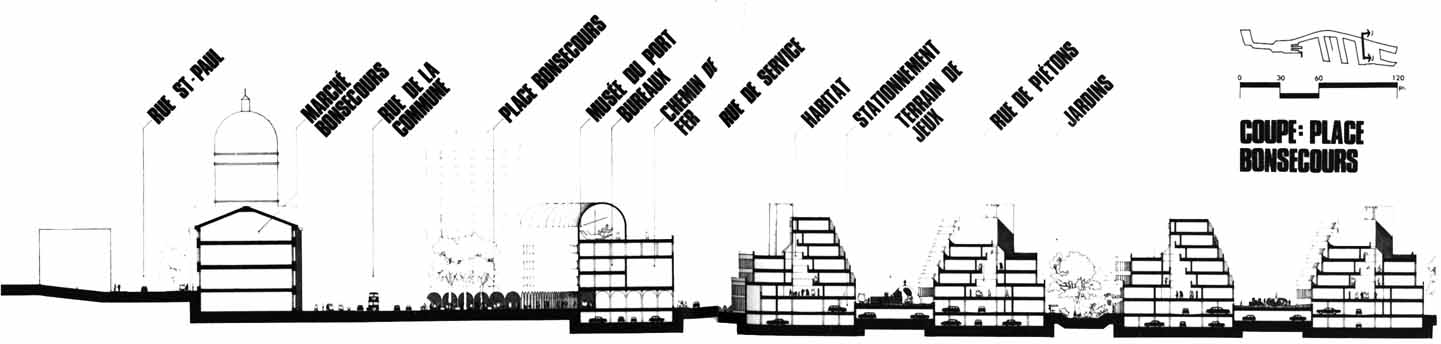 RUE ST-PAUL
MARCHÉ
BONSECOURS
RUE DE LA
COMMUNE
PLACE BONSECOURS
MUSÉE DU PORT
BUREAUX
CHEMIN DE
FER
RUE DE SERVICE
HABITAT
STATIONNEMENT
TERRAIN DE
JEUX
RUE DE PIÉTONS
JARDINS
0 30 60 120
COUPE: PLACE
BONSECOURS